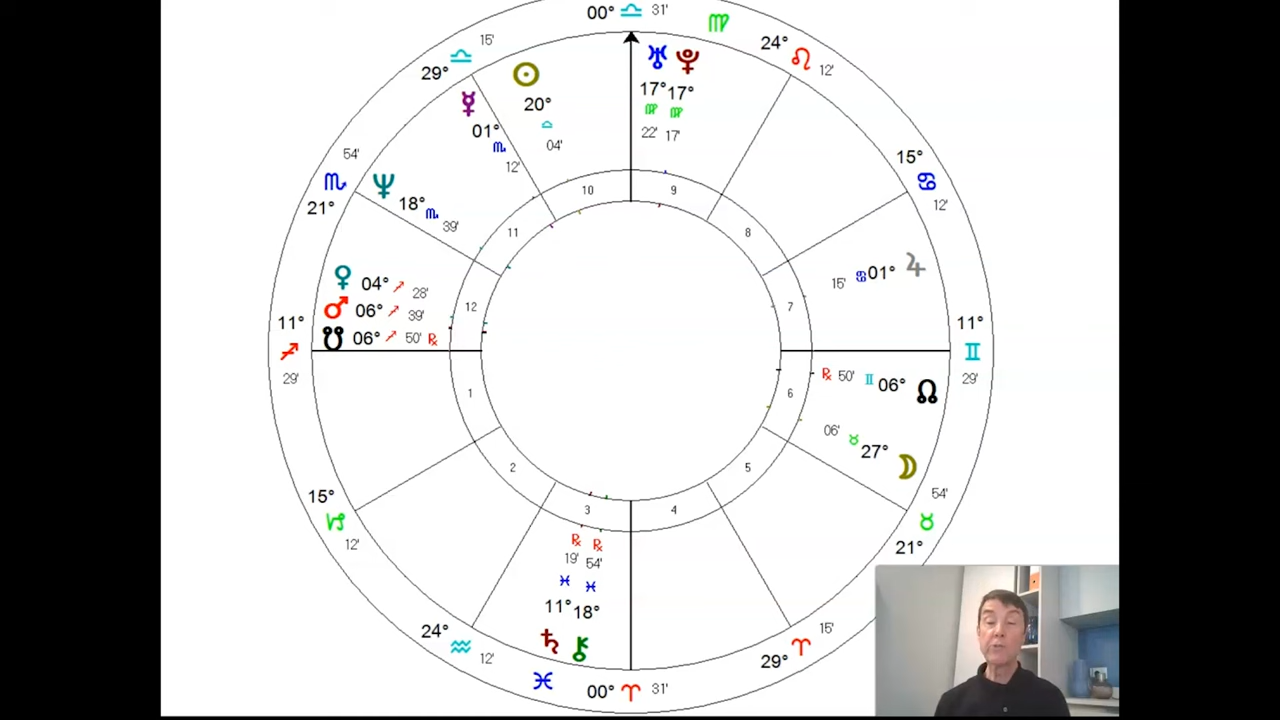 00° ♎ 31'
♍
24° ♌ 12'
15° ♋ 12'
11° ♊ 29'
54' ♉ 21°
15' ♈ 29°
00° ♈ 31'
♓
24° ♒ 12'
15° ♑ 12'
11° ♐ 29'
54' ♏ 21°
15' ♎ 29°
☉ 20° ♎ 04'
♅ 17° ♍ 22'
♇ 17° ♍ 17'
☿ 01° ♏ 12'
♆ 18° ♏ 39'
♀ 04° ♐ 28'
♂ 06° ♐ 39'
☋ 06° ♐ 50' ℞
15' ♋ 01° ♃
℞ 50' ♊ 06° ☊
06' ♉ 27° ☽
℞ 19' ♓ 11° ♄
℞ 54' ♓ 18° ⚷
10
9
11
8
12
7
1
6
2
5
3
4